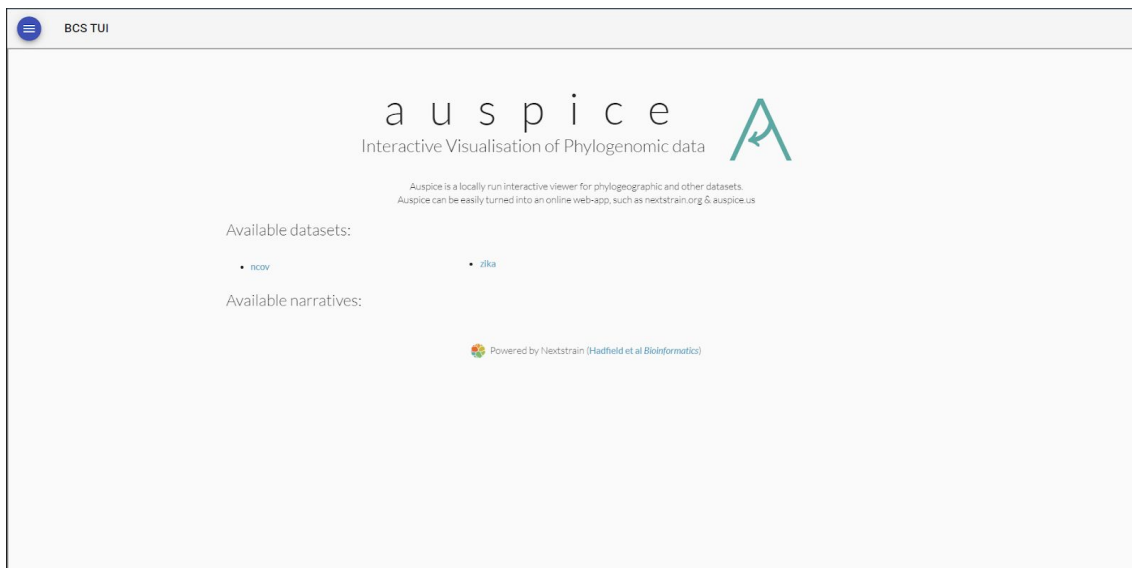 BCS TUI
auspice
Interactive Visualisation of Phylogenomic data
Auspice is a locally run interactive viewer for phylogeographic and other datasets.
Auspice can be easily turned into an online web-app, such as nextstrain.org & auspice.us
Available datasets:
• ncov
• zika
Available narratives:
Powered by Nextstrain (Hadfield et al Bioinformatics)